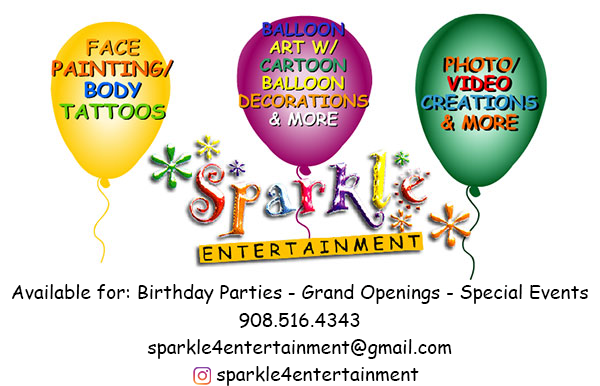 FACE
PAINTING/
BODY
TATTOOS
BALLOON
ART W/
CARTOON
BALLOON
DECORATIONS
& MORE
PHOTO/
VIDEO
CREATIONS
& MORE
Sparkle
ENTERTAINMENT
Available for: Birthday Parties - Grand Openings - Special Events
908.516.4343
sparkle4entertainment@gmail.com
sparkle4entertainment